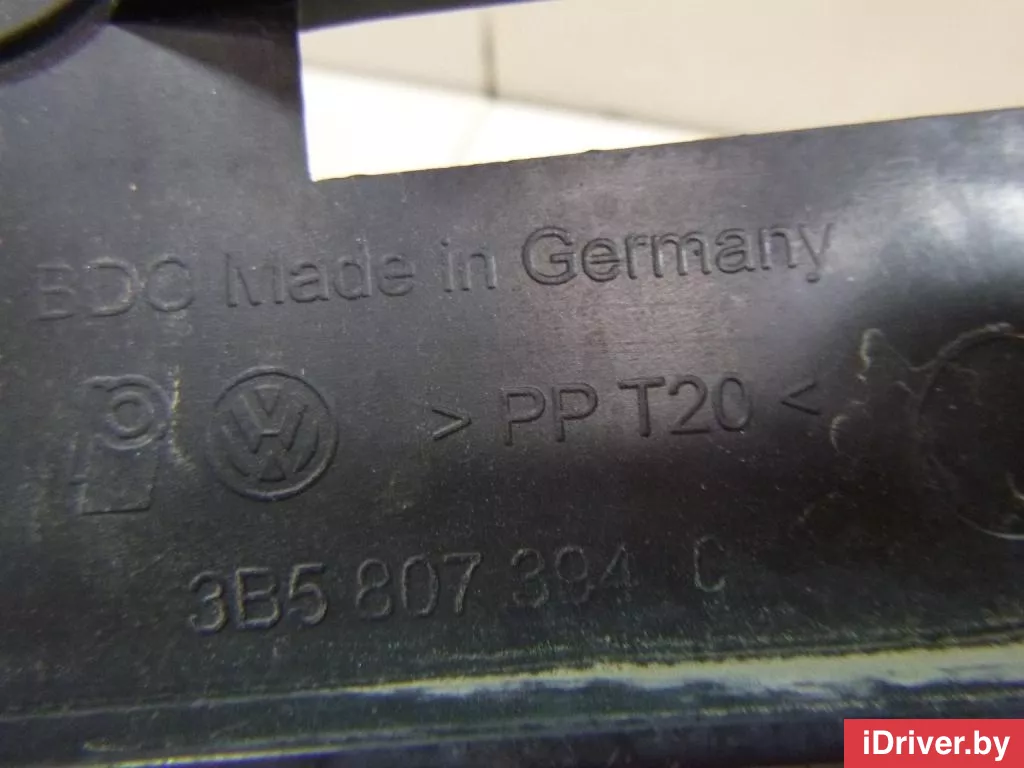 BDC Made in Germany
> PP T20 <
3B5 807 394 C
iDriver.by